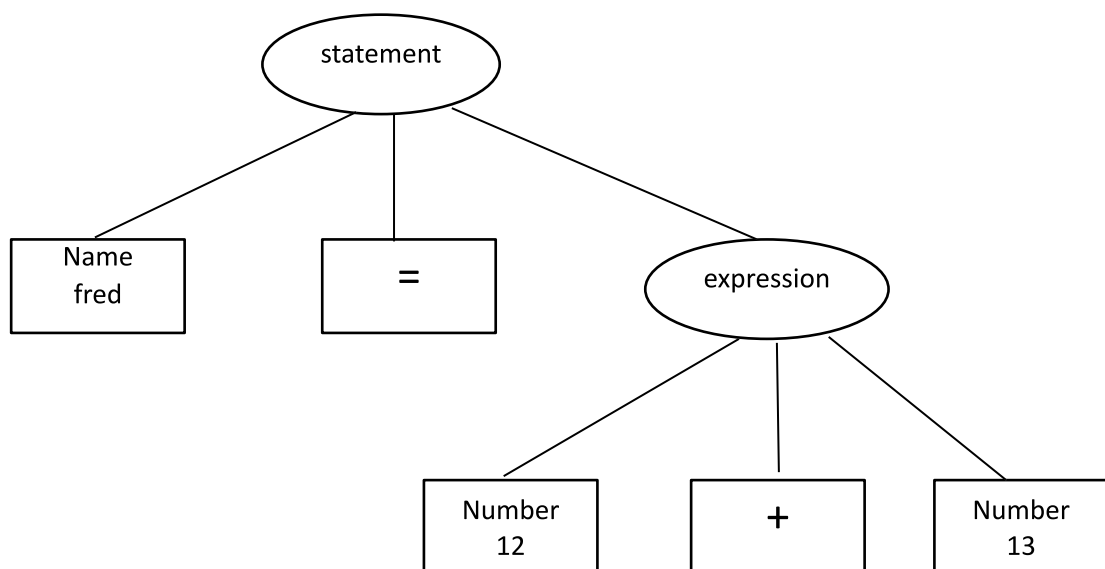 statement
Name
fred
=
expression
Number
12
+
Number
13